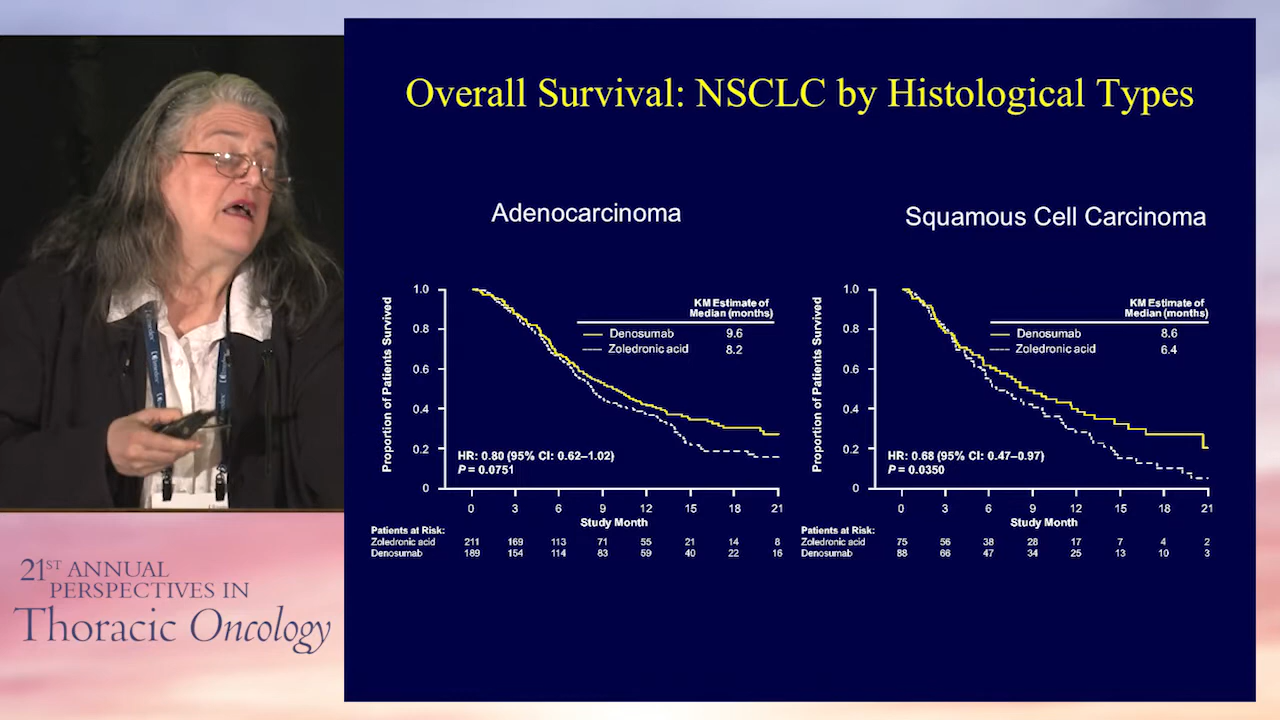 Overall Survival: NSCLC by Histological Types
Adenocarcinoma
Proportion of Patients Survived
1.0
0.8
0.6
0.4
0.2
0
KM Estimate of
Median (months)
Denosumab 9.6
Zoledronic acid 8.2
HR: 0.80 (95% CI: 0.62–1.02)
P = 0.0751
0 3 6 9 12 15 18 21
Study Month
Patients at Risk:
Zoledronic acid 211 169 113 71 55 21 14 8
Denosumab 189 154 114 83 59 40 22 16
Squamous Cell Carcinoma
Proportion of Patients Survived
1.0
0.8
0.6
0.4
0.2
0
KM Estimate of
Median (months)
Denosumab 8.6
Zoledronic acid 6.4
HR: 0.68 (95% CI: 0.47–0.97)
P = 0.0350
0 3 6 9 12 15 18 21
Study Month
Patients at Risk:
Zoledronic acid 75 56 38 28 17 7 4 2
Denosumab 88 66 47 34 25 13 10 3
21ST ANNUAL
PERSPECTIVES IN
Thoracic Oncology